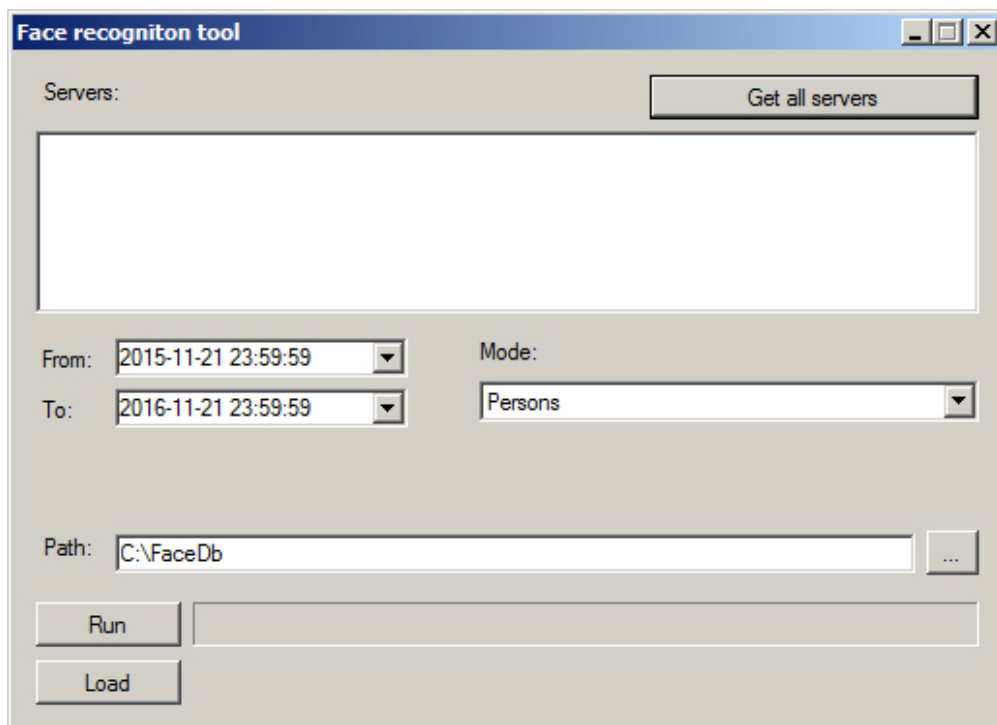 Face recogniton tool
Servers:
Get all servers
From:
2015-11-21 23:59:59
Mode:
To:
2016-11-21 23:59:59
Persons
Path:
C:\FaceDb
...
Run
Load